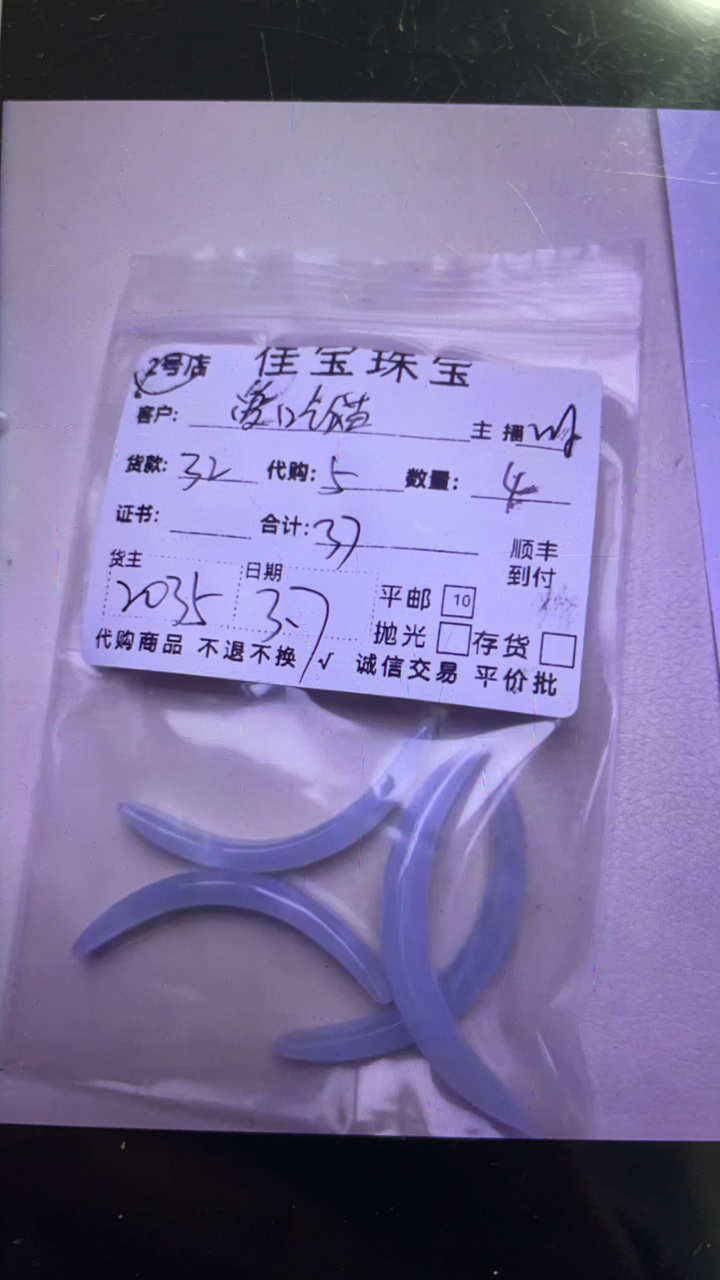 2号店 佳宝珠宝
客户: 主播
货款: 32 代购: 5 数量: 4
证书: 合计: 37 顺丰到付
货主 2035 日期 3.7 平邮 10
抛光 存货
代购商品 不退不换 √ 诚信交易 平价批